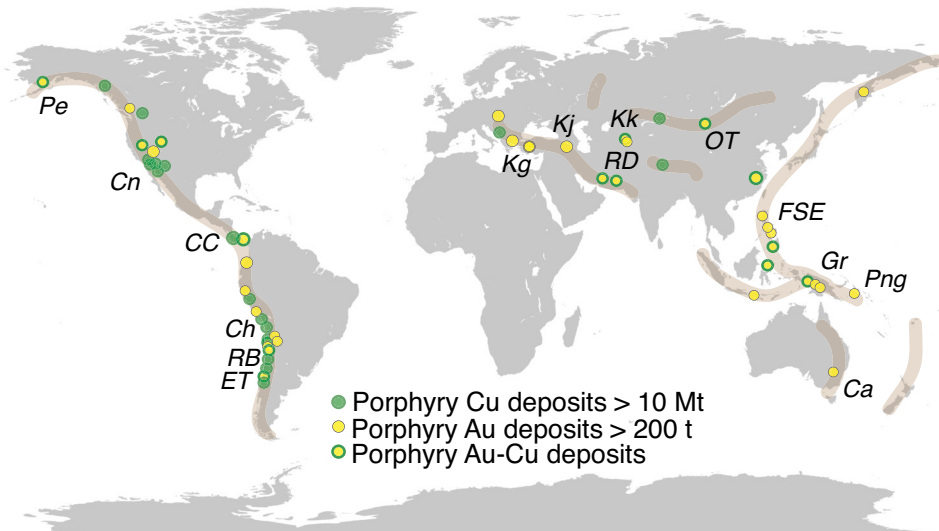 Pe
Kk
Kj
OT
RD
Kg
Cn
FSE
CC
Gr
Png
Ch
RB
ET
Ca
Porphyry Cu deposits > 10 Mt
Porphyry Au deposits > 200 t
Porphyry Au-Cu deposits